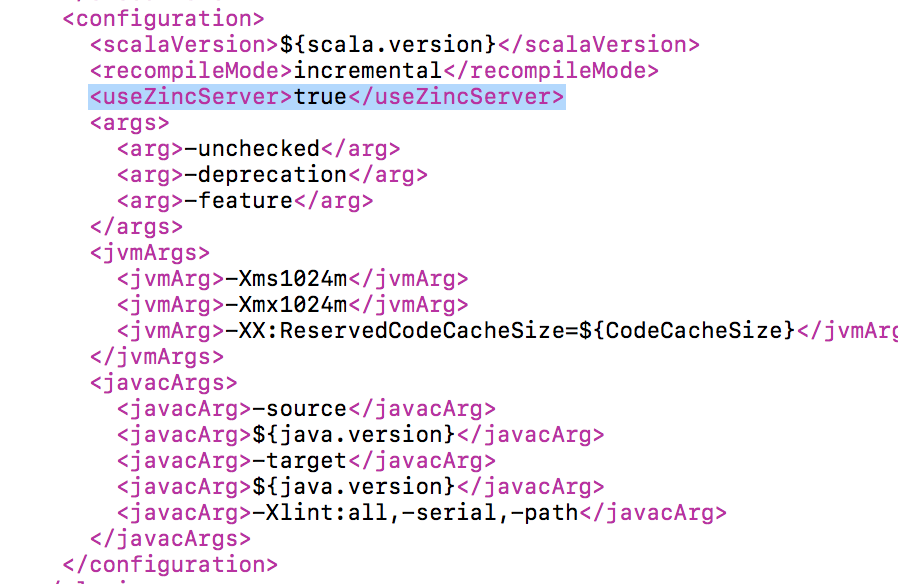 <configuration>
<scalaVersion>${scala.version}</scalaVersion>
<recompileMode>incremental</recompileMode>
<useZincServer>true</useZincServer>
<args>
<arg>-unchecked</arg>
<arg>-deprecation</arg>
<arg>-feature</arg>
</args>
<jvmArgs>
<jvmArg>-Xms1024m</jvmArg>
<jvmArg>-Xmx1024m</jvmArg>
<jvmArg>-XX:ReservedCodeCacheSize=${CodeCacheSize}</jvmArg
</jvmArgs>
<javacArgs>
<javacArg>-source</javacArg>
<javacArg>${java.version}</javacArg>
<javacArg>-target</javacArg>
<javacArg>${java.version}</javacArg>
<javacArg>-Xlint:all,-serial,-path</javacArg>
</javacArgs>
</configuration>